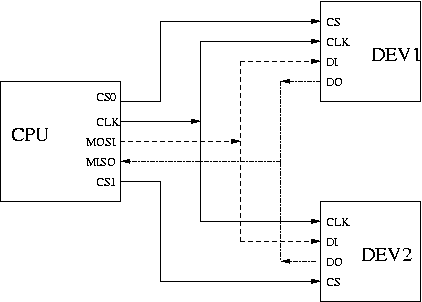 CS
CLK
DEV1
DI
DO
CS0
CLK
CPU
MOSI
MISO
CS1
CLK
DI
DEV2
DO
CS